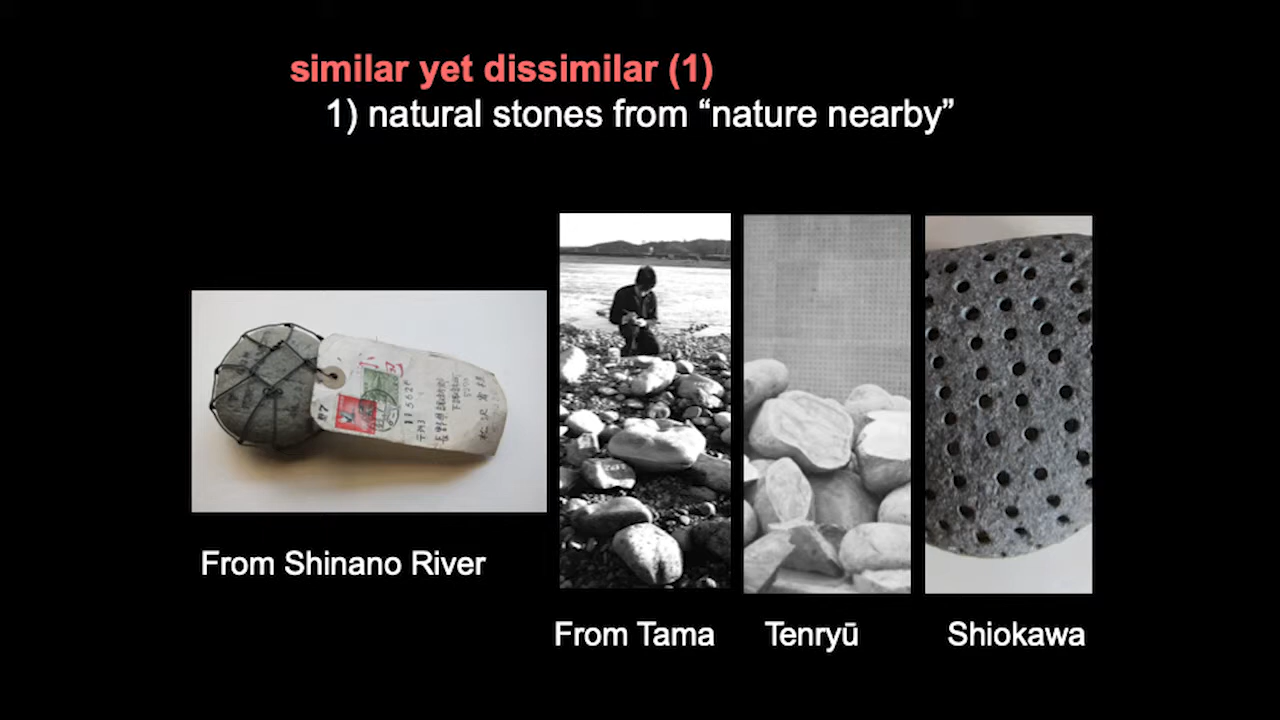 similar yet dissimilar (1)
1) natural stones from “nature nearby”
From Shinano River
From Tama
Tenryū
Shiokawa